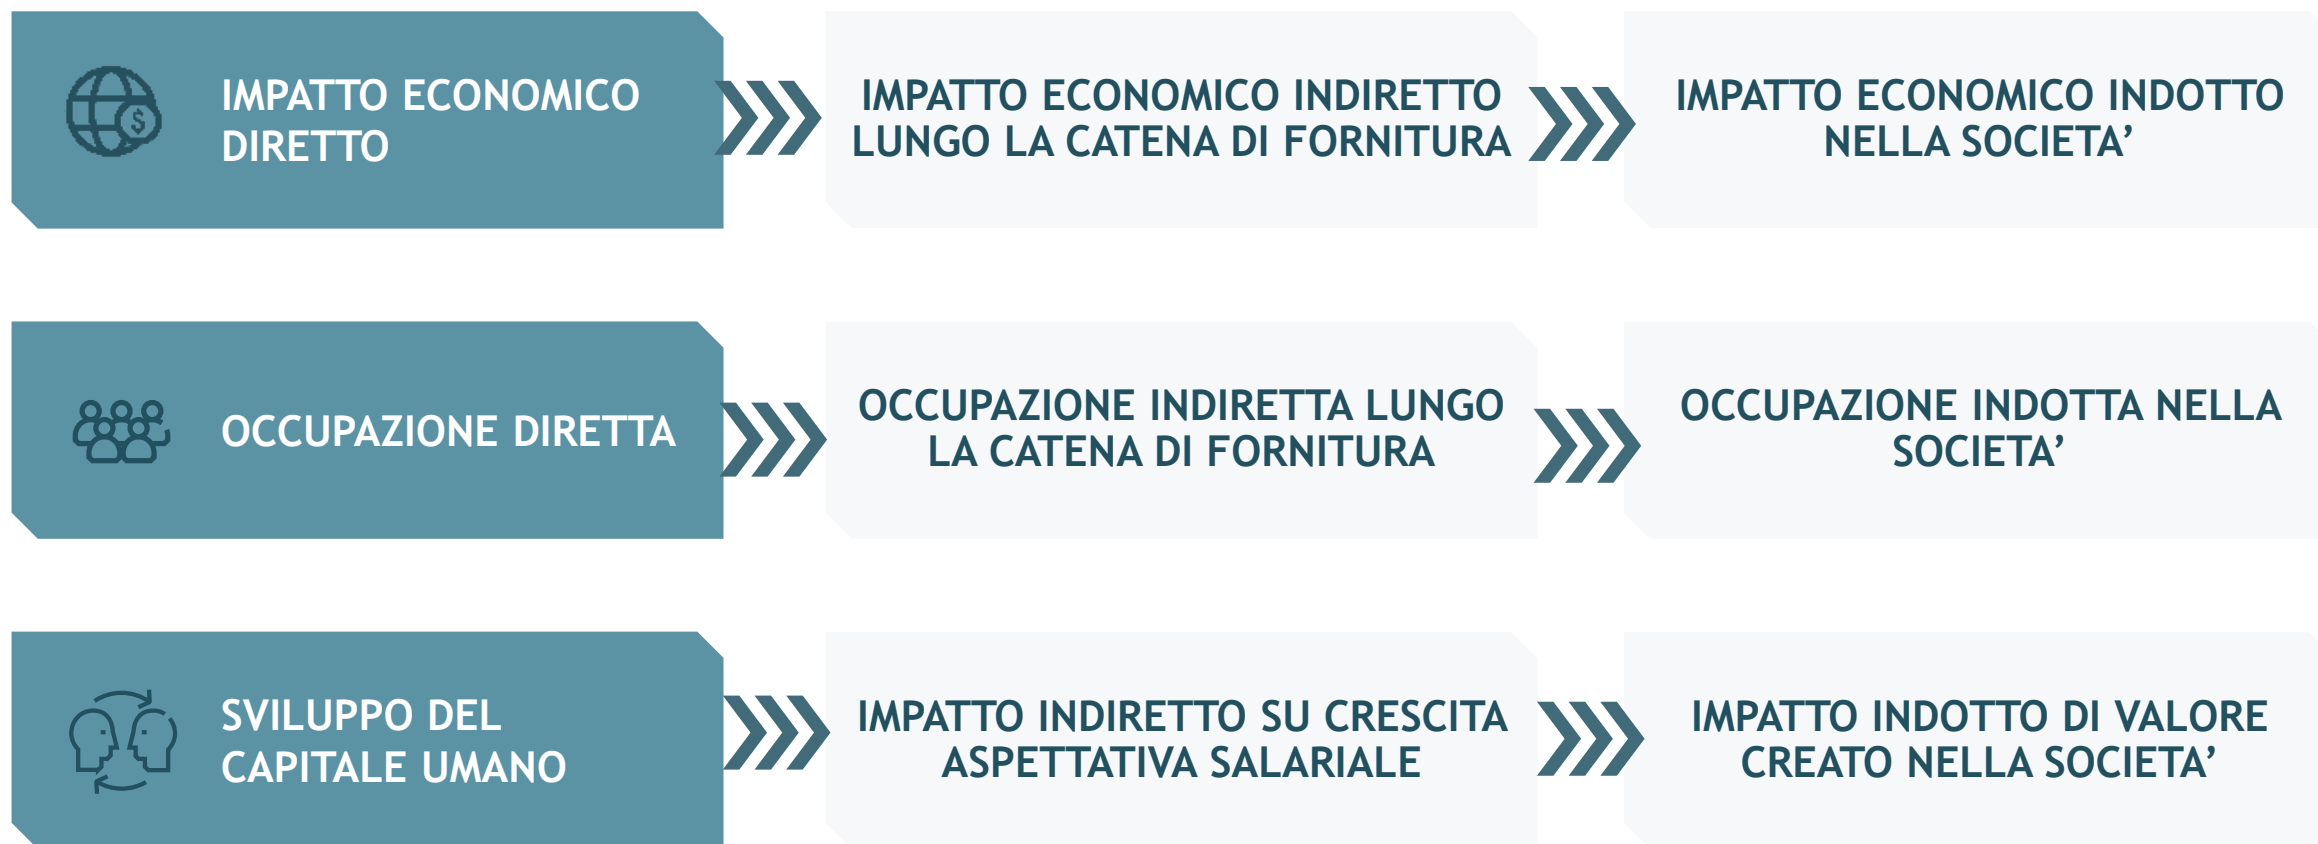 IMPATTO ECONOMICO
DIRETTO
IMPATTO ECONOMICO INDIRETTO
LUNGO LA CATENA DI FORNITURA
IMPATTO ECONOMICO INDOTTO
NELLA SOCIETA’
OCCUPAZIONE DIRETTA
OCCUPAZIONE INDIRETTA LUNGO
LA CATENA DI FORNITURA
OCCUPAZIONE INDOTTA NELLA
SOCIETA’
SVILUPPO DEL
CAPITALE UMANO
IMPATTO INDIRETTO SU CRESCITA
ASPETTATIVA SALARIALE
IMPATTO INDOTTO DI VALORE
CREATO NELLA SOCIETA’